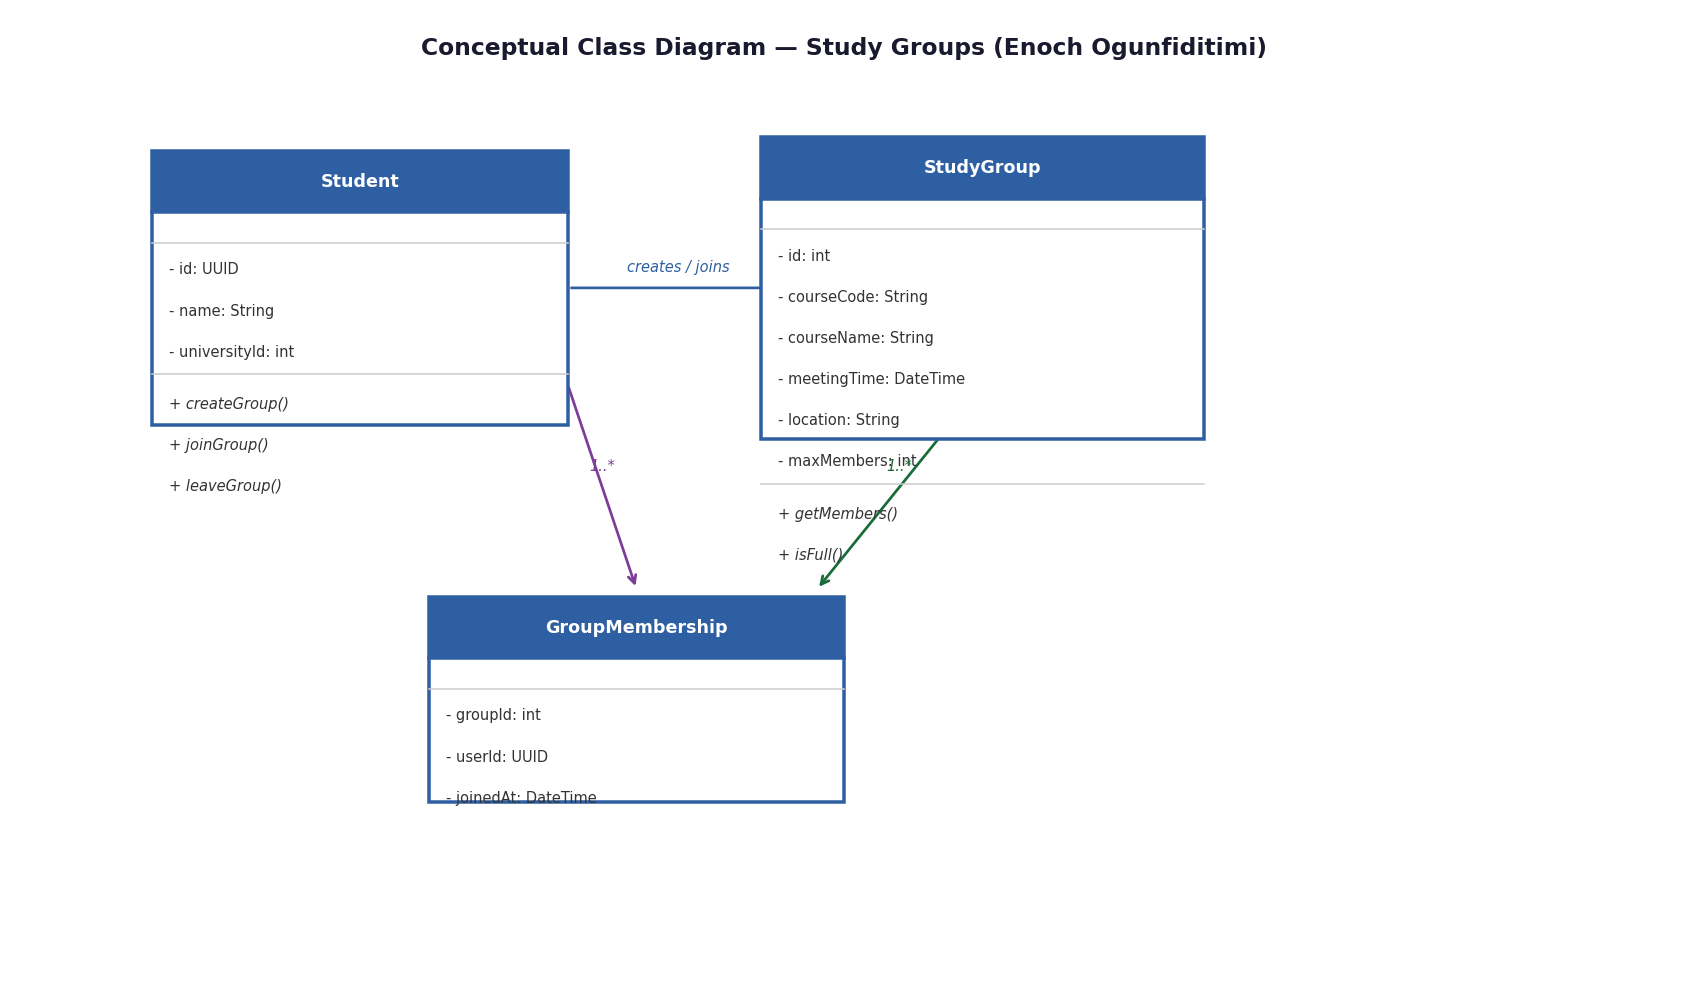 Conceptual Class Diagram — Study Groups (Enoch Ogunfiditimi)
Student
- id: UUID
- name: String
- universityId: int
+ createGroup()
+ joinGroup()
+ leaveGroup()
creates / joins
StudyGroup
- id: int
- courseCode: String
- courseName: String
- meetingTime: DateTime
- location: String
- maxMembers: int
+ getMembers()
+ isFull()
1..*
1..*
GroupMembership
- groupId: int
- userId: UUID
- joinedAt: DateTime